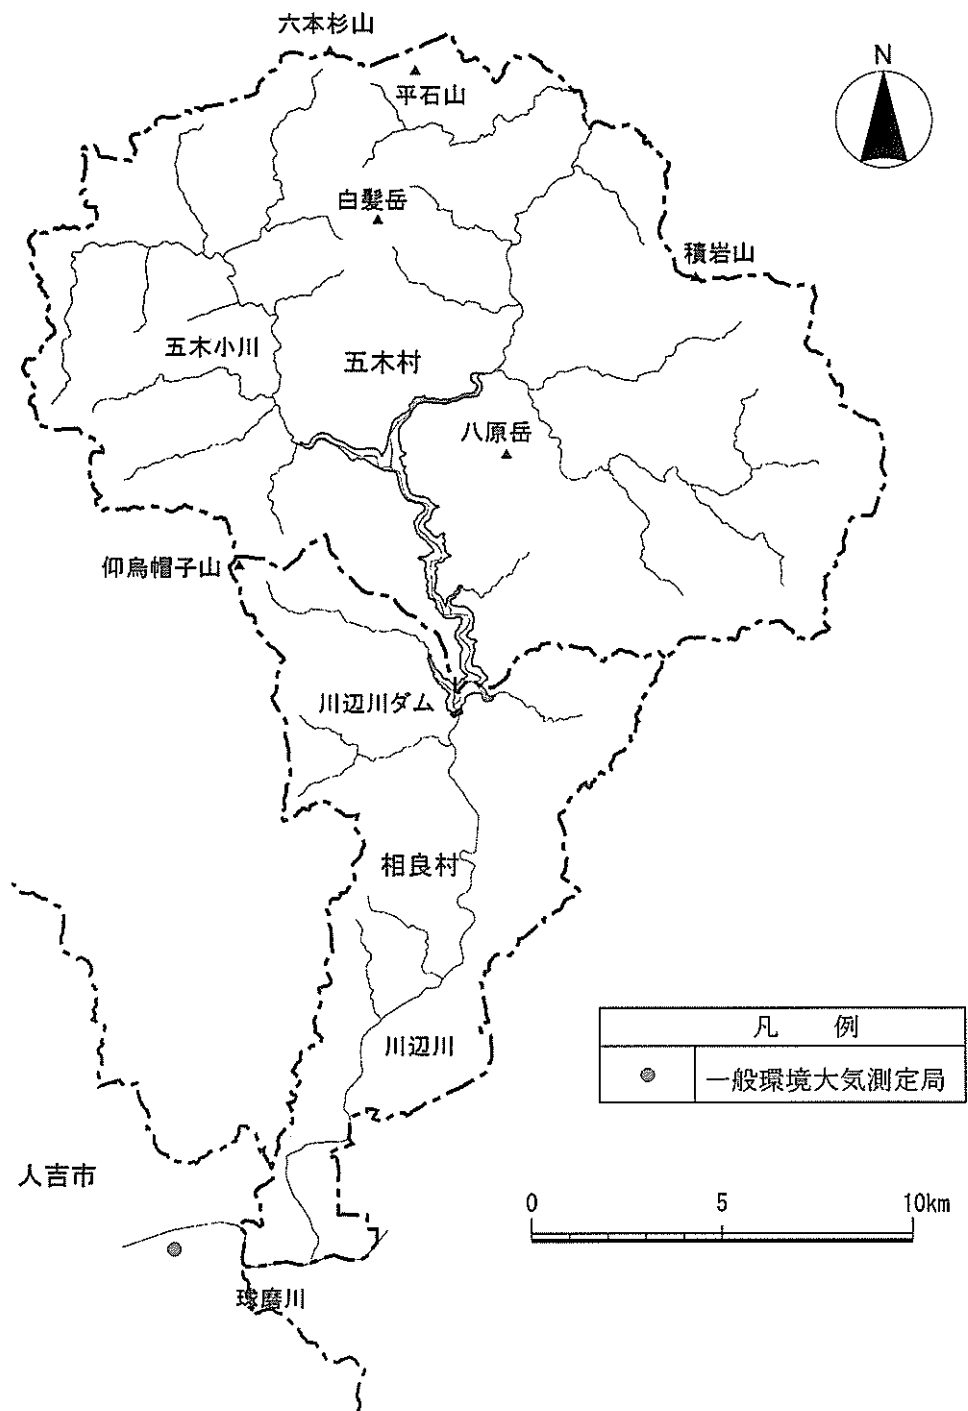 六本杉山
N
平石山
白髪岳
積岩山
五木小川
五木村
八原岳
仰烏帽子山
川辺川ダム
相良村
凡 例
川辺川
一般環境大気測定局
人吉市
0 5 10km
球磨川